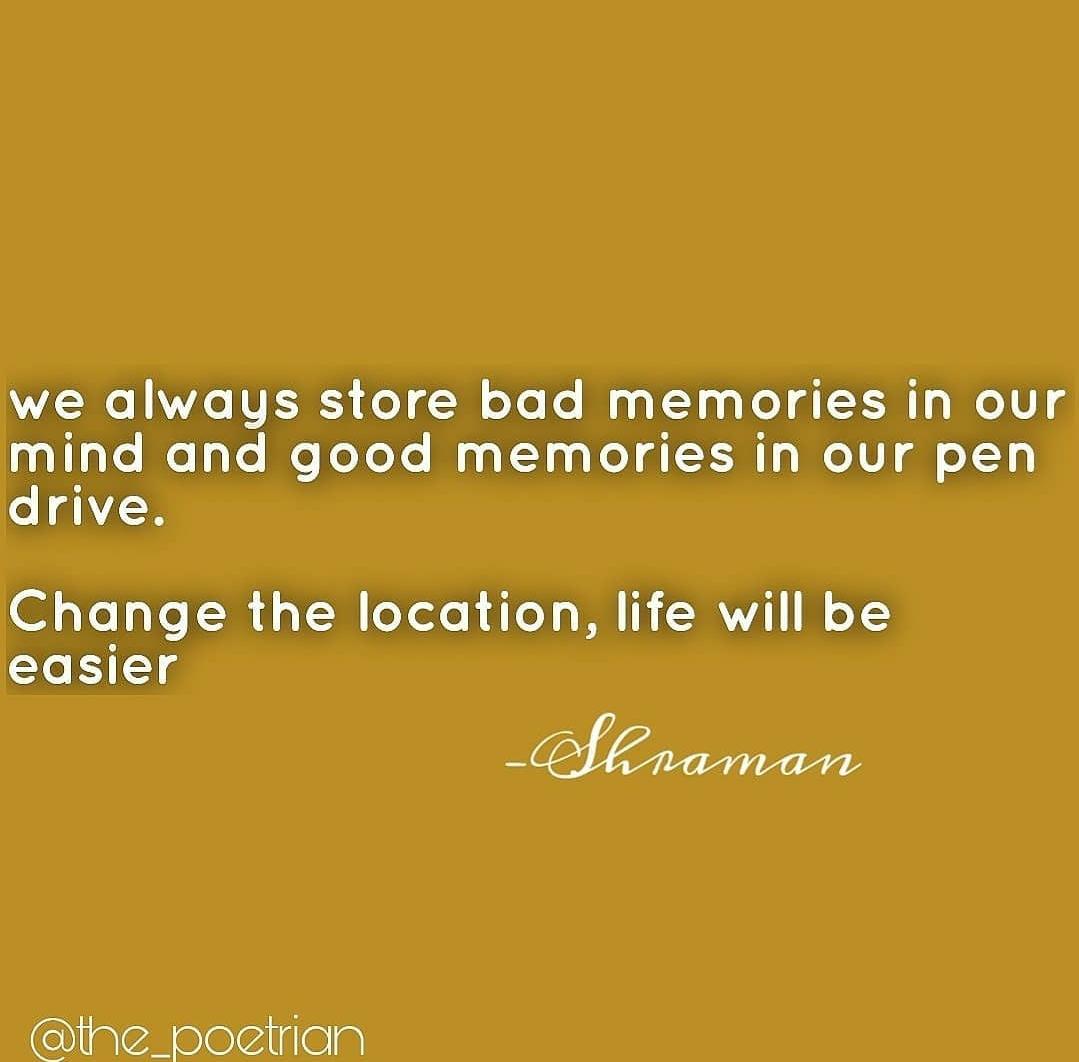 we always store bad memories in our
mind and good memories in our pen
drive.
Change the location, life will be
easier
-Shraman
@the_poetrian